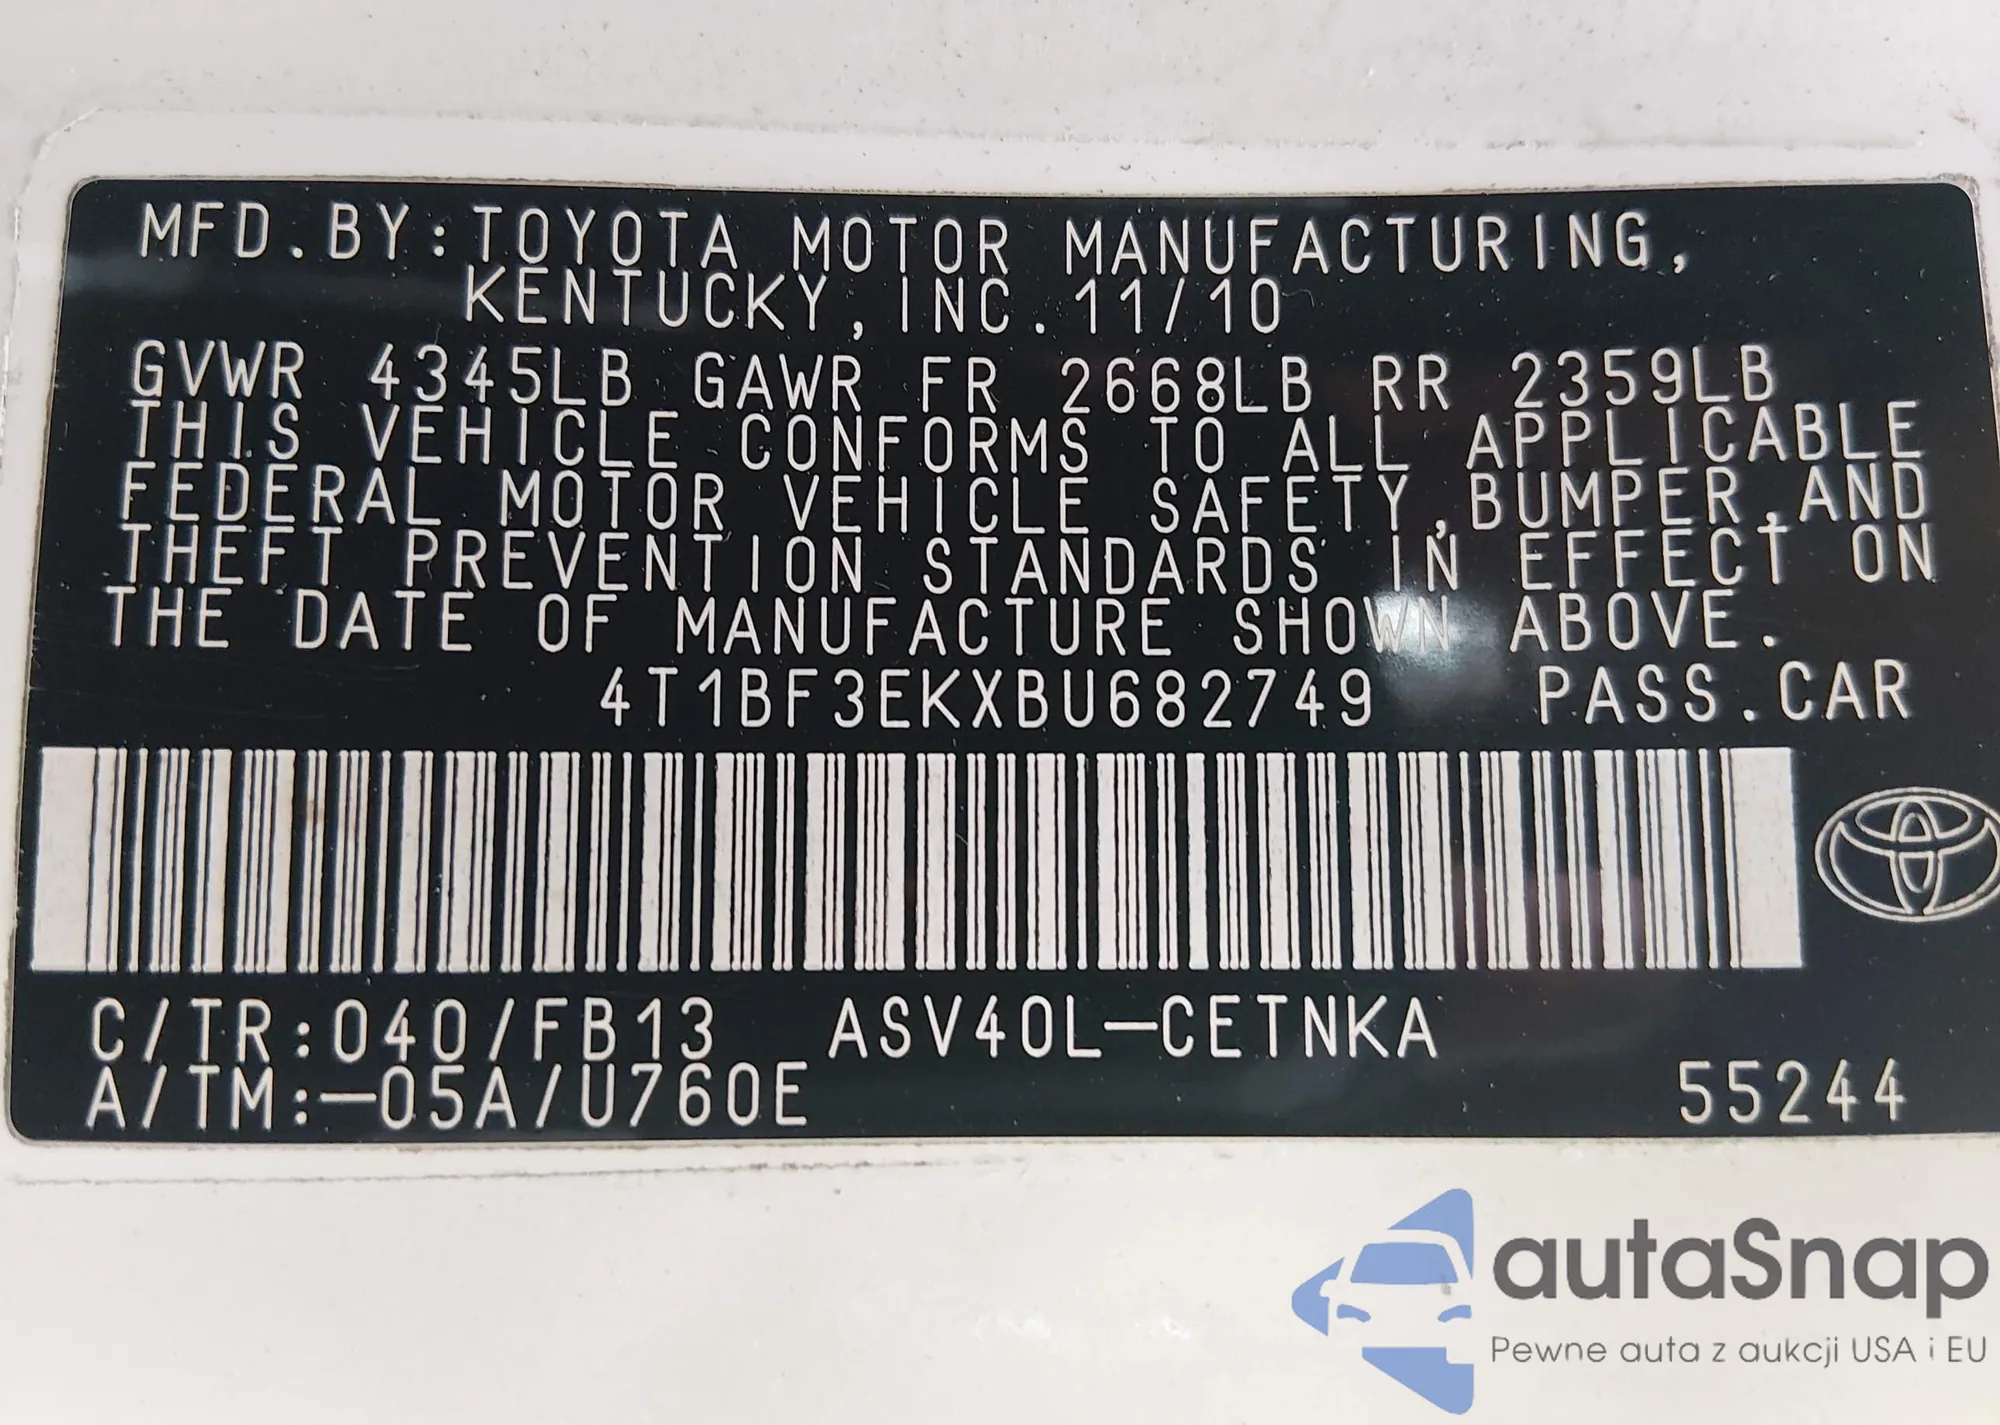 MFD.BY:TOYOTA MOTOR MANUFACTURING,
KENTUCKY, INC. 11/10
GVWR 4345LB GAWR FR 2668LB RR 2359LB
THIS VEHICLE CONFORMS TO ALL APPLICABLE
FEDERAL MOTOR VEHICLE SAFETY,BUMPER,AND
THEFT PREVENTION STANDARDS IN EFFECT ON
THE DATE OF MANUFACTURE SHOWN ABOVE.
4T1BF3EKXBU682749 PASS.CAR
C/TR:040/FB13 ASV40L-CETNKA
A/TM:-05A/U760E 55244
autaSnap
Pewne auta z aukcji USA i EU